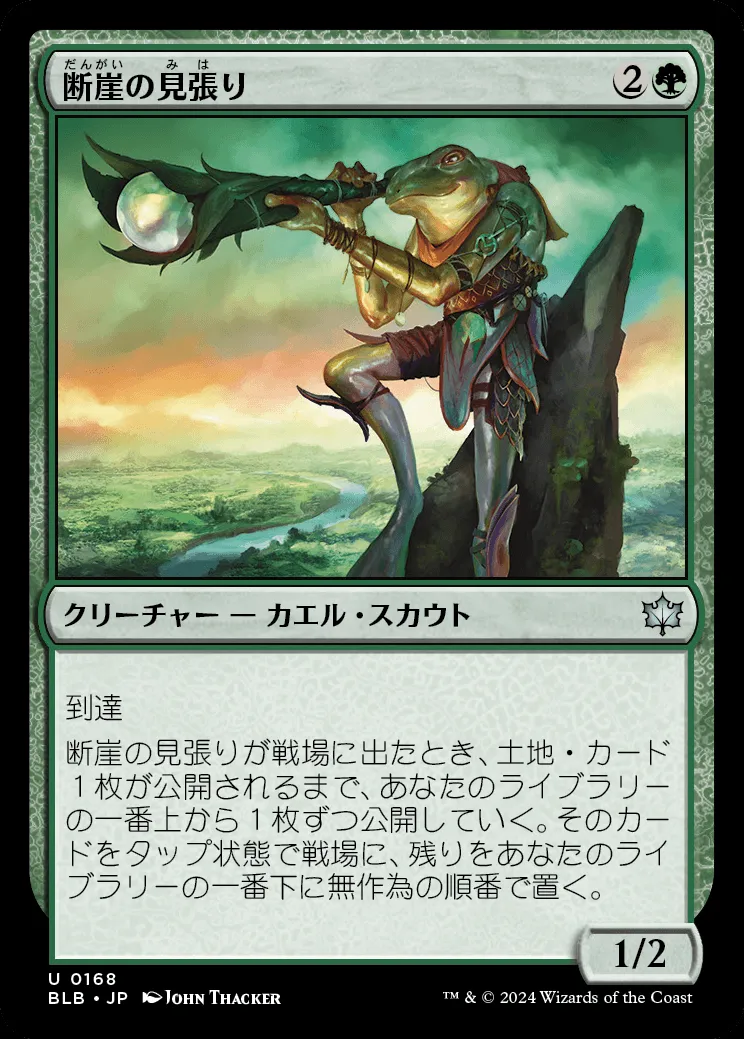 だんがい みは
断崖の見張り 2
クリーチャー — カエル・スカウト
到達
断崖の見張りが戦場に出たとき、土地・カード
1枚が公開されるまで、あなたのライブラリー
の一番上から1枚ずつ公開していく。そのカー
ドをタップ状態で戦場に、残りをあなたのライ
ブラリーの一番下に無作為の順番で置く。
1/2
U 0168
BLB • JP JOHN THACKER
™ & © 2024 Wizards of the Coast